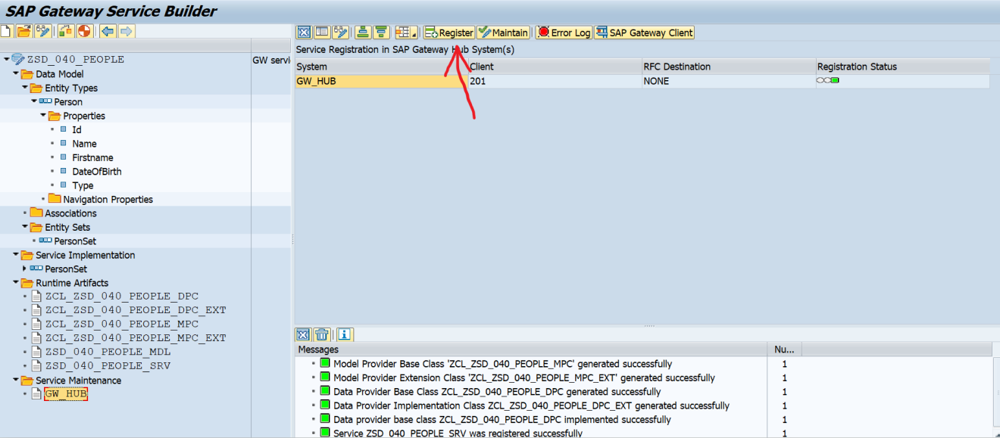 SAP Gateway Service Builder
Register
Maintain
Error Log
SAP Gateway Client
ZSD_040_PEOPLE
GW servi
Data Model
Entity Types
Person
Properties
Id
Name
Firstname
DateOfBirth
Type
Navigation Properties
Associations
Entity Sets
PersonSet
Service Implementation
PersonSet
Runtime Artifacts
ZCL_ZSD_040_PEOPLE_DPC
ZCL_ZSD_040_PEOPLE_DPC_EXT
ZCL_ZSD_040_PEOPLE_MPC
ZCL_ZSD_040_PEOPLE_MPC_EXT
ZSD_040_PEOPLE_MDL
ZSD_040_PEOPLE_SRV
Service Maintenance
GW_HUB
Service Registration in SAP Gateway Hub System(s)
System Client RFC Destination Registration Status
GW_HUB 201 NONE
Messages Nu...
Model Provider Base Class 'ZCL_ZSD_040_PEOPLE_MPC' generated successfully 1
Model Provider Extension Class 'ZCL_ZSD_040_PEOPLE_MPC_EXT' generated successfully 1
Data Provider Base Class ZCL_ZSD_040_PEOPLE_DPC generated successfully 1
Data Provider Implementation Class ZCL_ZSD_040_PEOPLE_DPC_EXT generated successfully 1
Data provider base class ZCL_ZSD_040_PEOPLE_DPC implemented successfully 1
Service ZSD_040_PEOPLE_SRV was registered successfully 1